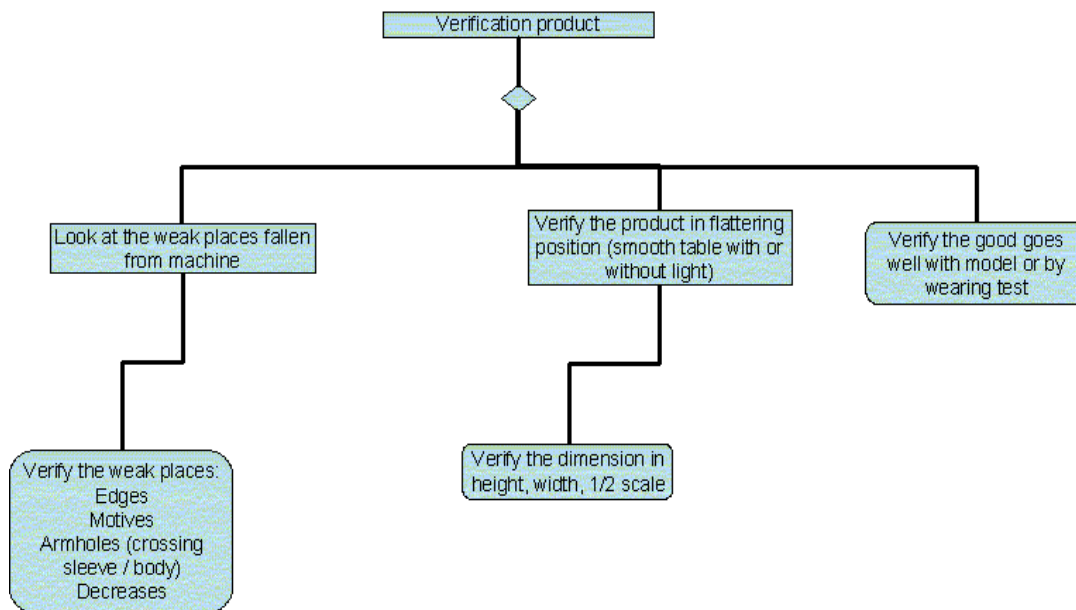 Verification product
Look at the weak places fallen
from machine
Verify the product in flattering
position (smooth table with or
without light)
Verify the good goes
well with model or by
wearing test
Verify the weak places:
Edges
Motives
Armholes (crossing
sleeve / body)
Decreases
Verify the dimension in
height, width, 1/2 scale